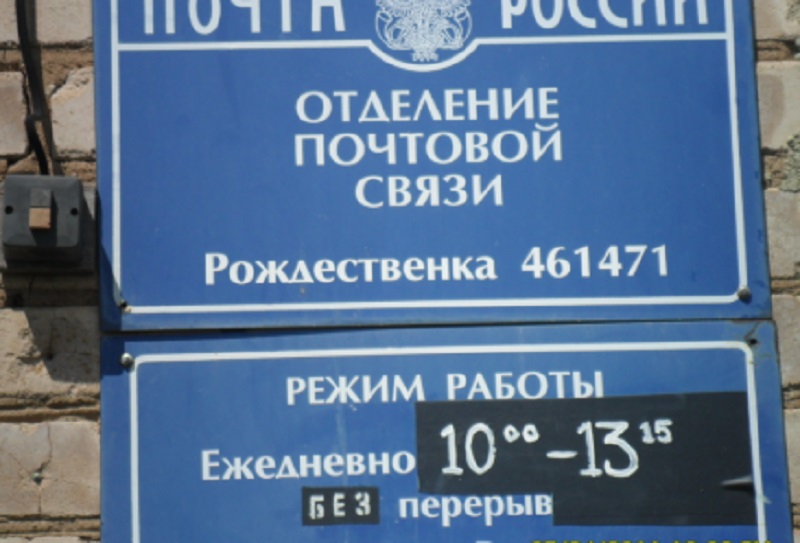 ПОЧТА РОССИИ
ОТДЕЛЕНИЕ
ПОЧТОВОЙ
СВЯЗИ
Рождественка 461471
РЕЖИМ РАБОТЫ
Ежедневно 10⁰⁰-13¹⁵
БЕЗ перерыв